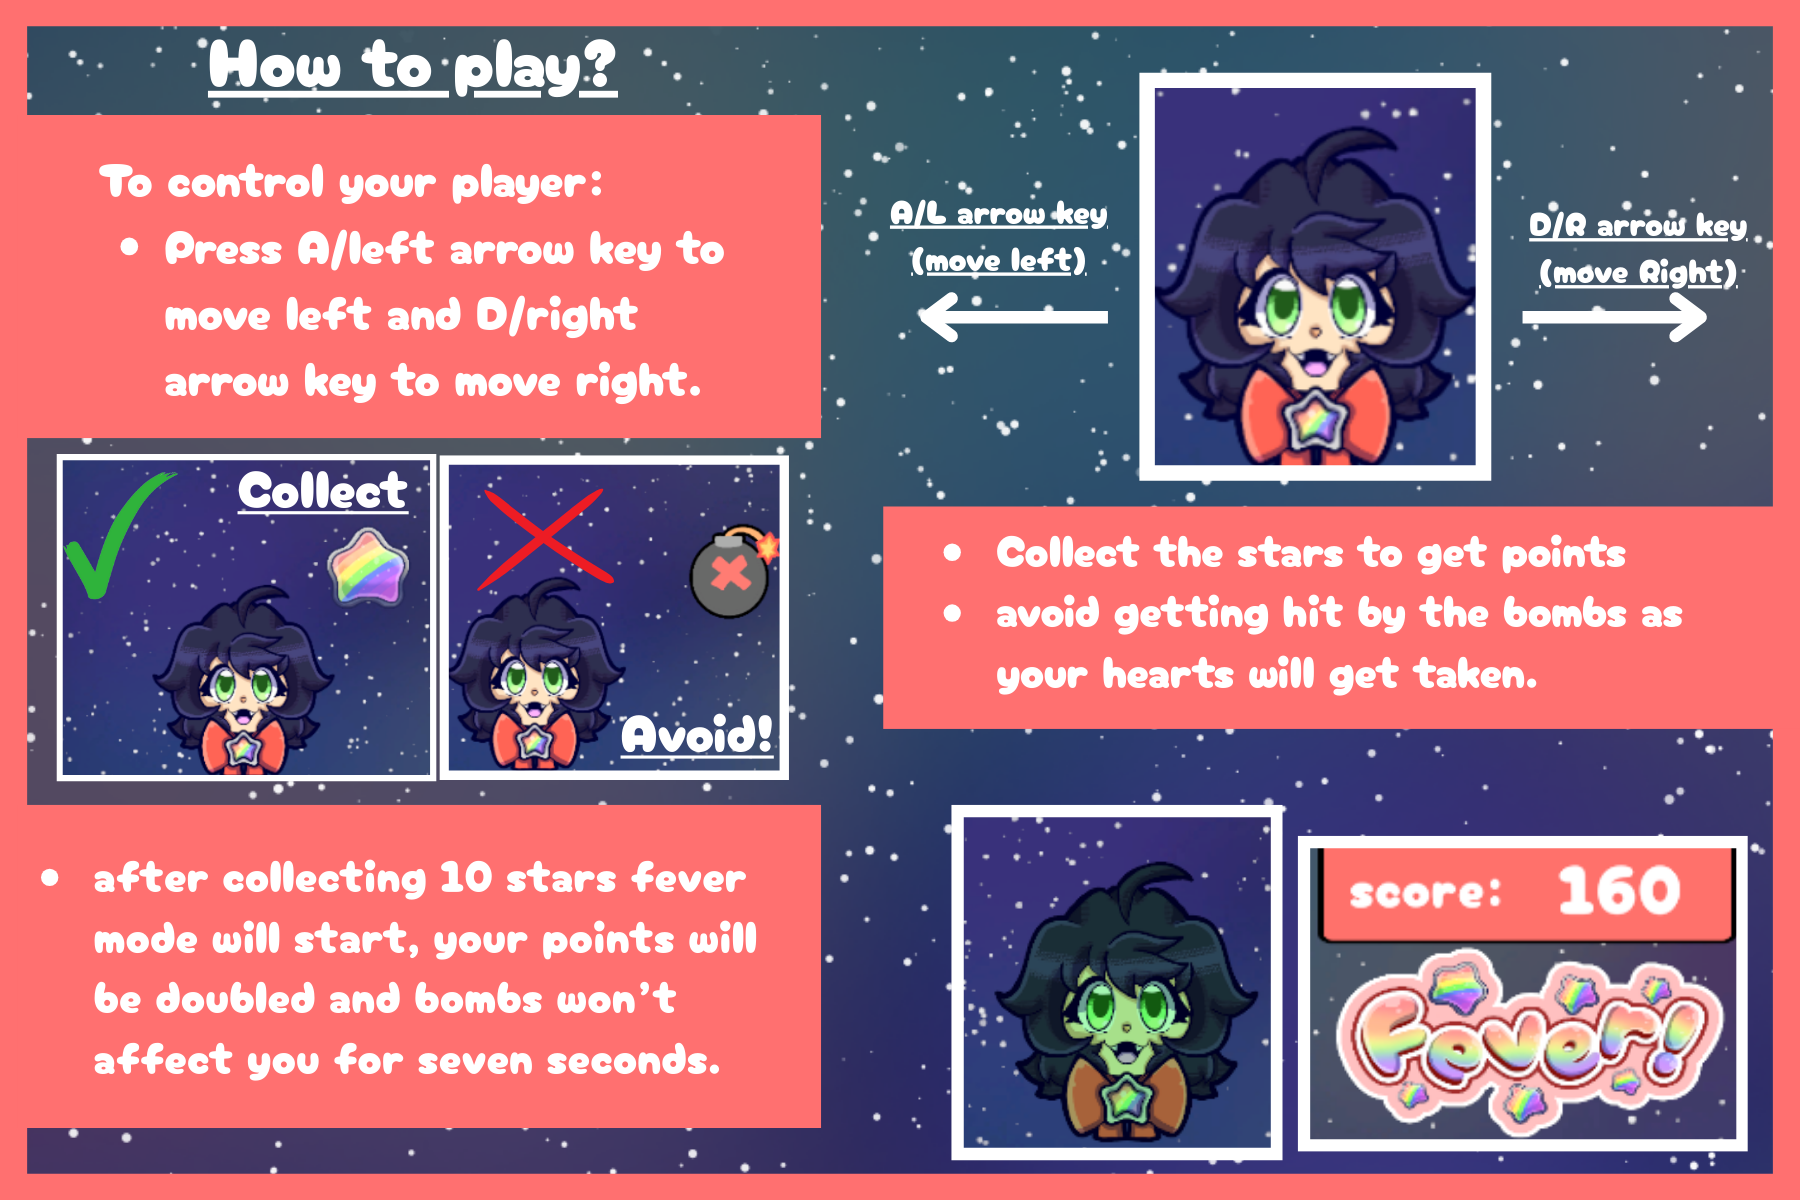 How to play?
To control your player:
• Press A/left arrow key to
move left and D/right
arrow key to move right.
A/L arrow key
(move left)
D/R arrow key
(move Right)
Collect
Avoid!
• Collect the stars to get points
• avoid getting hit by the bombs as
your hearts will get taken.
• after collecting 10 stars fever
mode will start, your points will
be doubled and bombs won't
affect you for seven seconds.
score: 160
Fever!